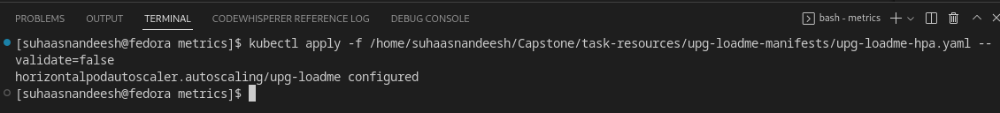 PROBLEMS OUTPUT TERMINAL CODEWHISPERER REFERENCE LOG DEBUG CONSOLE bash - metrics
[suhaasnandeesh@fedora metrics]$ kubectl apply -f /home/suhaasnandeesh/Capstone/task-resources/upg-loadme-manifests/upg-loadme-hpa.yaml --
validate=false
horizontalpodautoscaler.autoscaling/upg-loadme configured
[suhaasnandeesh@fedora metrics]$